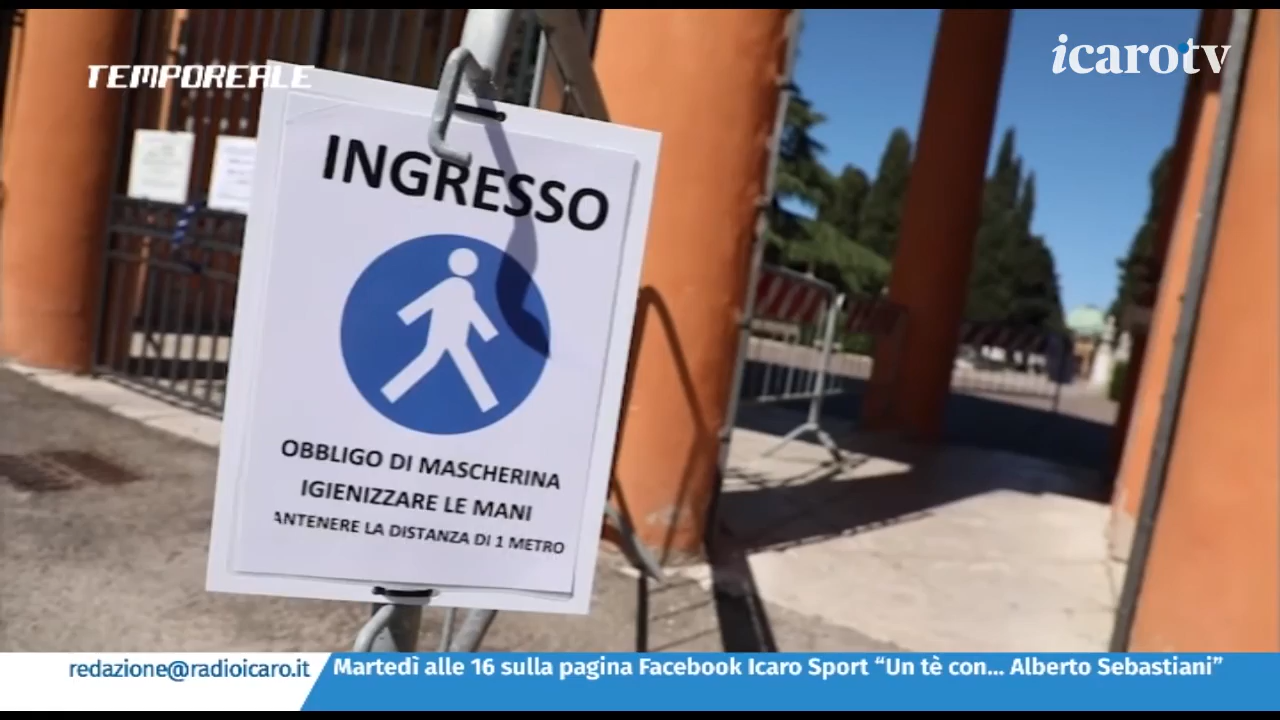 TEMPOREALE
icarotv
INGRESSO
OBBLIGO DI MASCHERINA
IGIENIZZARE LE MANI
ANTENERE LA DISTANZA DI 1 METRO
redazione@radioicaro.it
Martedì alle 16 sulla pagina Facebook Icaro Sport “Un tè con... Alberto Sebastiani”